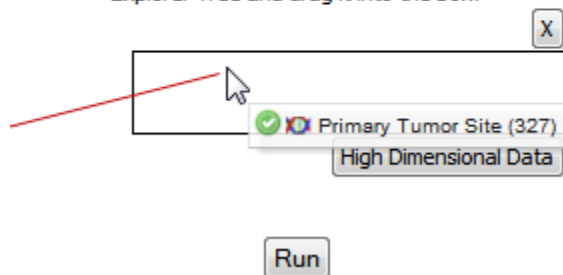 X
Primary Tumor Site (327)
High Dimensional Data
Run